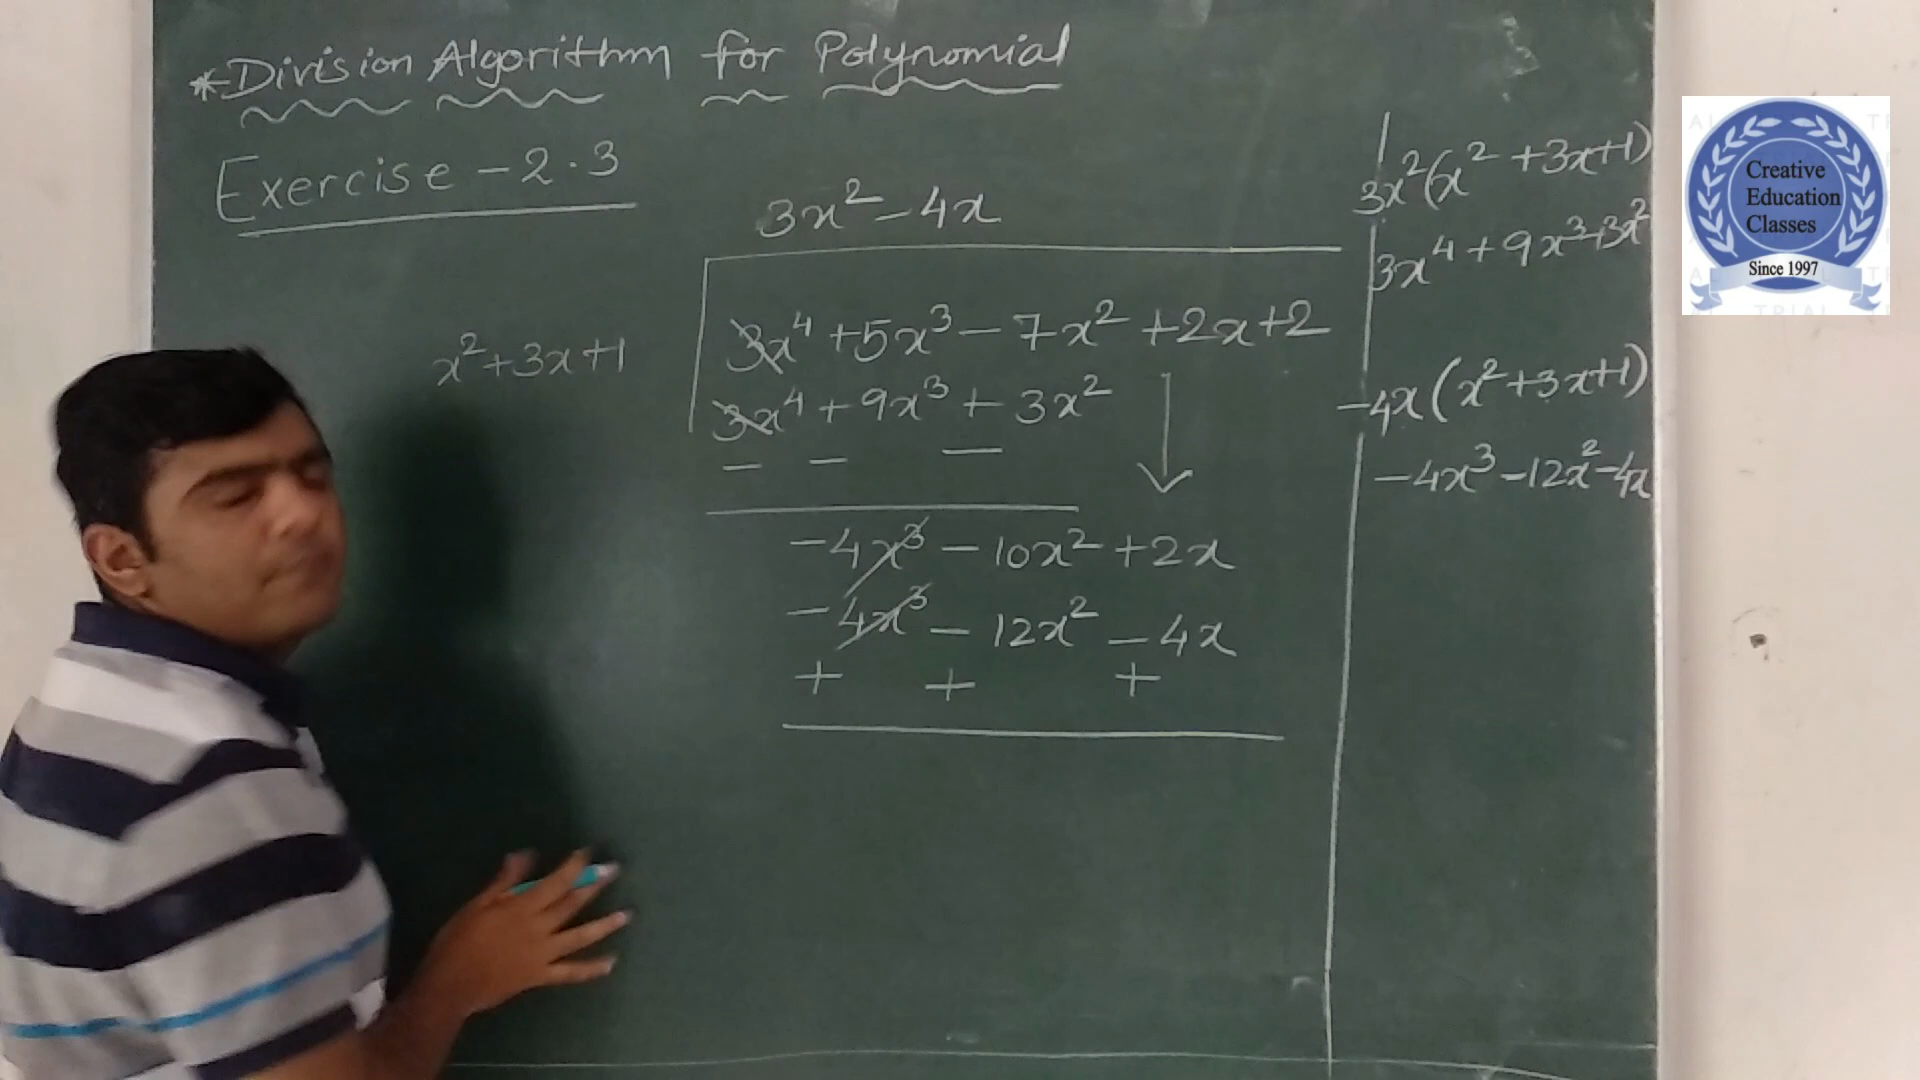 *Division Algorithm for Polynomial
Exercise - 2.3
3x² - 4x
x² + 3x + 1
3x⁴ + 5x³ - 7x² + 2x + 2
3x⁴ + 9x³ + 3x²
- - -
-4x³ - 10x² + 2x
-4x³ - 12x² - 4x
+ + +
3x²(x² + 3x + 1)
3x⁴ + 9x³ + 3x²
-4x(x² + 3x + 1)
-4x³ - 12x² - 4x
Creative
Education
Classes
Since 1997